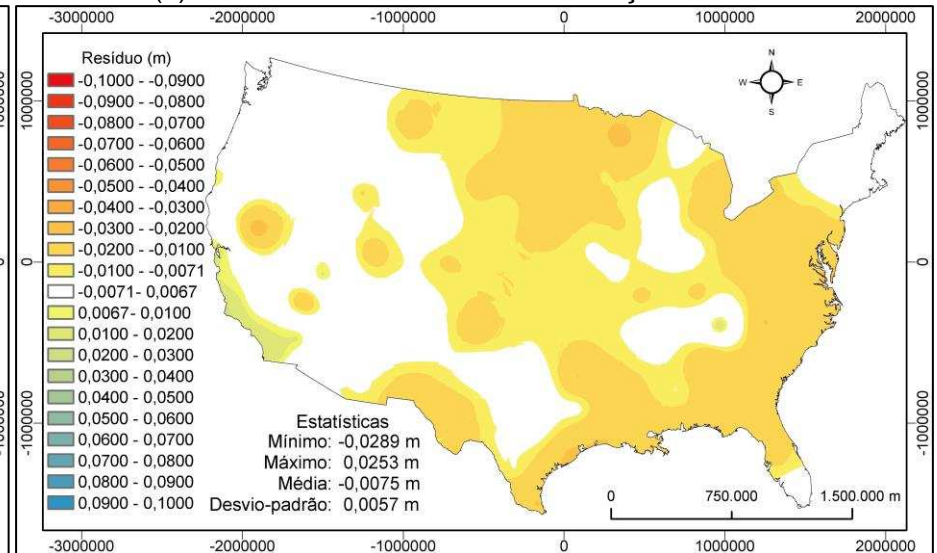 -3000000 -2000000 -1000000 0 1000000 2000000
Resíduo (m)
-0,1000 - -0,0900
-0,0900 - -0,0800
-0,0800 - -0,0700
-0,0700 - -0,0600
-0,0600 - -0,0500
-0,0500 - -0,0400
-0,0400 - -0,0300
-0,0300 - -0,0200
-0,0200 - -0,0100
-0,0100 - -0,0071
-0,0071- 0,0067
0,0067- 0,0100
0,0100 - 0,0200
0,0200 - 0,0300
0,0300 - 0,0400
0,0400 - 0,0500
0,0500 - 0,0600
0,0600 - 0,0700
0,0700 - 0,0800
0,0800 - 0,0900
0,0900 - 0,1000
N
W E
S
1000000 1000000
0 0
-1000000 -1000000
Estatísticas
Mínimo: -0,0289 m
Máximo: 0,0253 m
Média: -0,0075 m
Desvio-padrão: 0,0057 m
0 750.000 1.500.000 m
-3000000 -2000000 -1000000 0 1000000 2000000